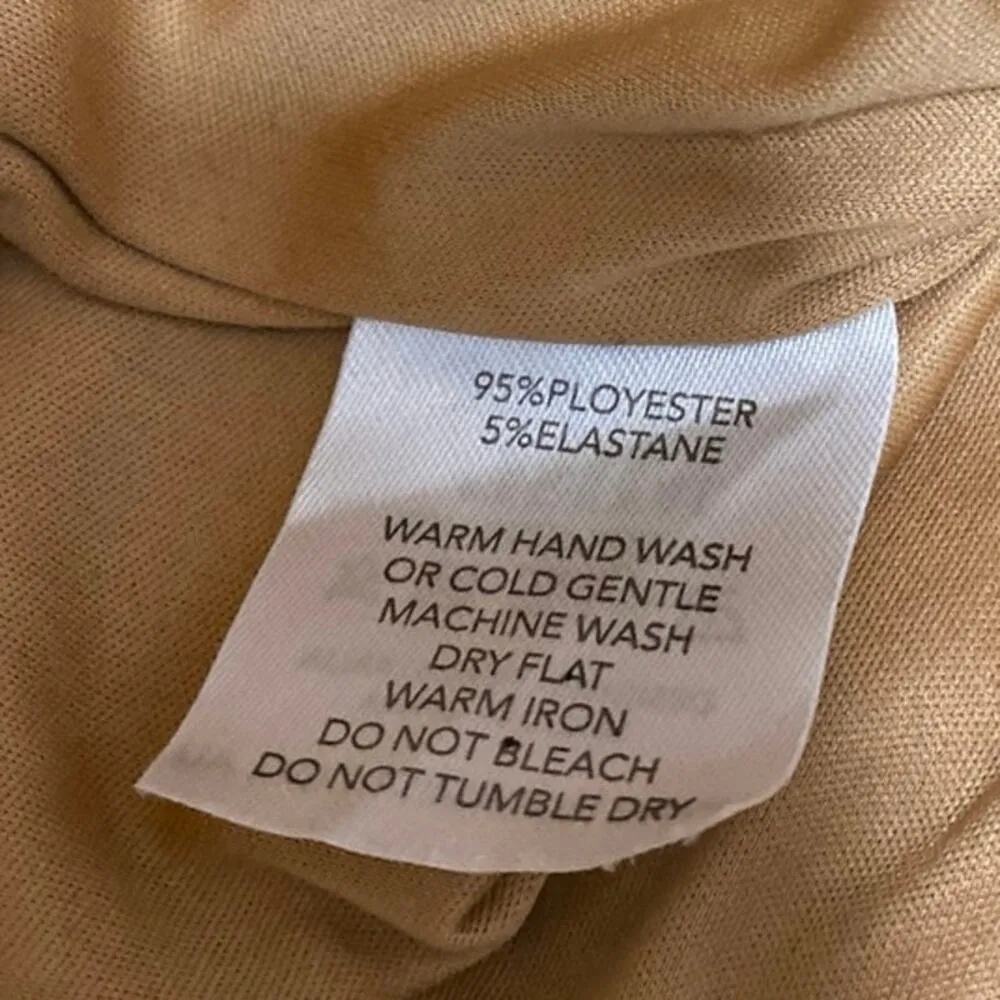 95%PLOYESTER
5%ELASTANE
WARM HAND WASH
OR COLD GENTLE
MACHINE WASH
DRY FLAT
WARM IRON
DO NOT BLEACH
DO NOT TUMBLE DRY